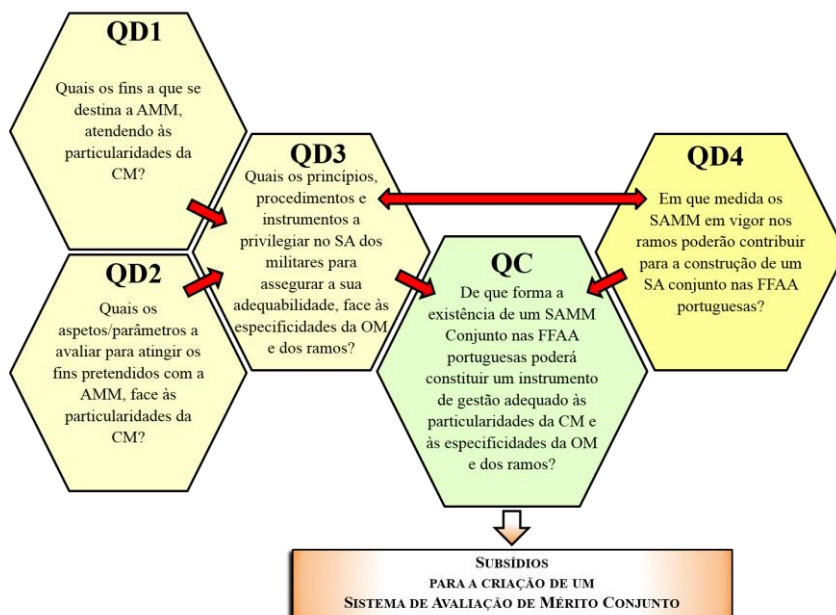 QD1
Quais os fins a que se
destina a AMM,
atendendo às
particularidades da
CM?
QD2
Quais os
aspetos/parâmetros a
avaliar para atingir os
fins pretendidos com a
AMM, face às
particularidades da
CM?
QD3
Quais os princípios,
procedimentos e
instrumentos a
privilegiar no SA dos
militares para
assegurar a sua
adequabilidade, face às
especificidades da OM
e dos ramos?
QD4
Em que medida os
SAMM em vigor nos
ramos poderão contribuir
para a construção de um
SA conjunto nas FFAA
portuguesas?
QC
De que forma a
existência de um SAMM
Conjunto nas FFAA
portuguesas poderá
constituir um instrumento
de gestão adequado às
particularidades da CM e
às especificidades da OM
e dos ramos?
SUBSÍDIOS
PARA A CRIAÇÃO DE UM
SISTEMA DE AVALIAÇÃO DE MÉRITO CONJUNTO